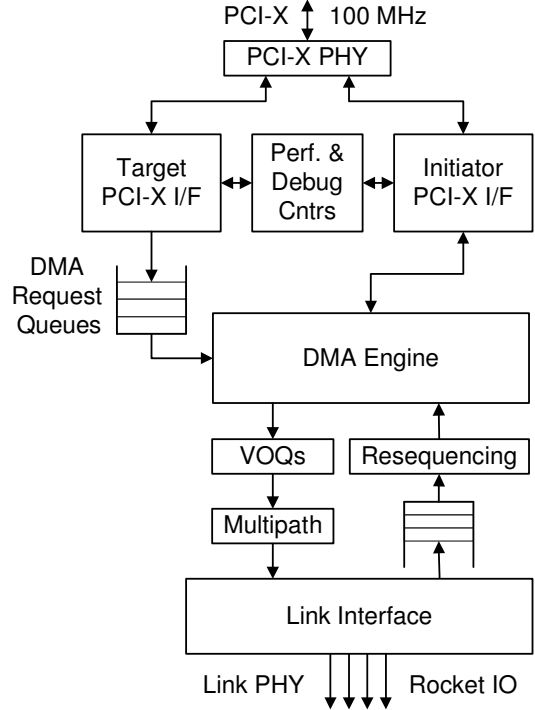 PCI-X 100 MHz
PCI-X PHY
Target
PCI-X I/F
Perf. &
Debug
Cntrs
Initiator
PCI-X I/F
DMA
Request
Queues
DMA Engine
VOQs
Resequencing
Multipath
Link Interface
Link PHY
Rocket IO